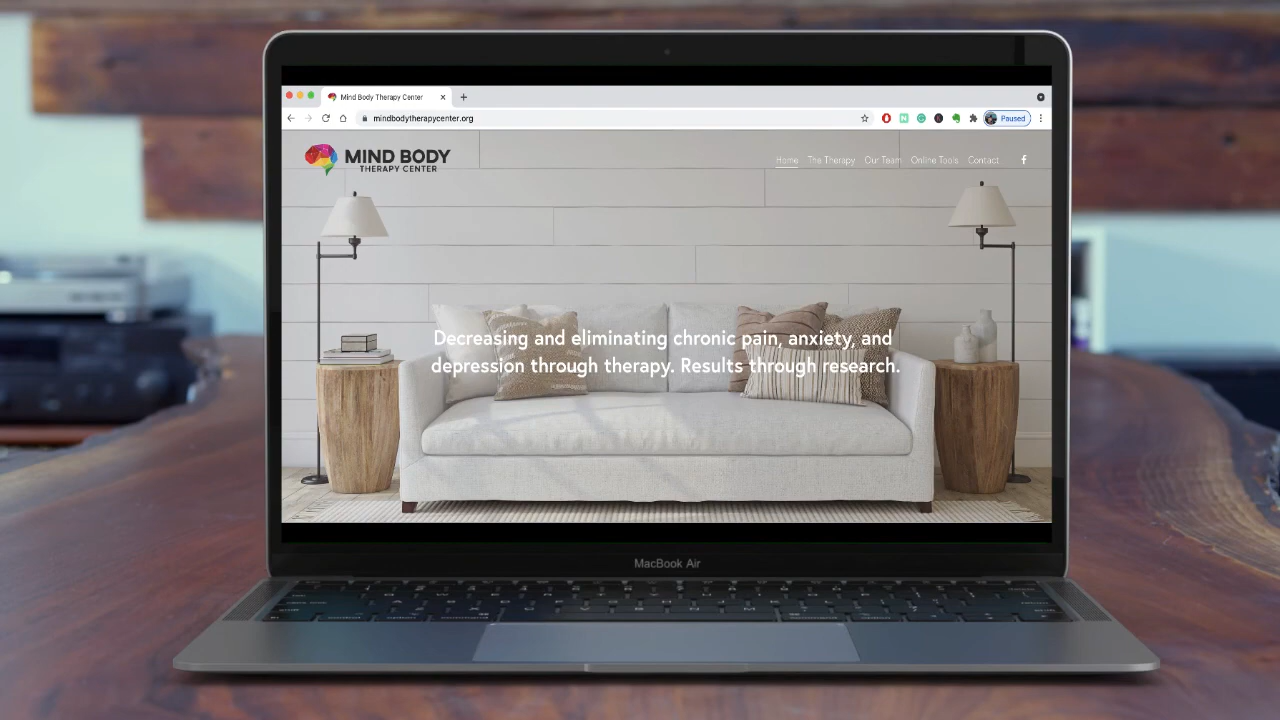 Mind Body Therapy Center
mindbodytherapycenter.org
Paused
MIND BODY
THERAPY CENTER
Home The Therapy Our Team Online Tools Contact
Decreasing and eliminating chronic pain, anxiety, and
depression through therapy. Results through research.
MacBook Air